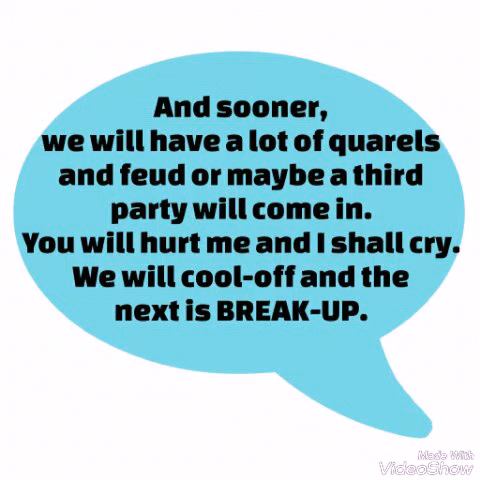 And sooner,
we will have a lot of quarels
and feud or maybe a third
party will come in.
You will hurt me and I shall cry.
We will cool-off and the
next is BREAK-UP.
Made With
VideoShow